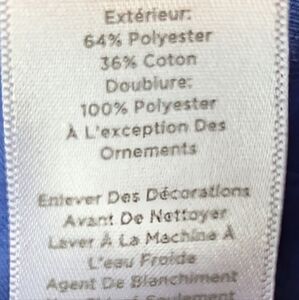 Extérieur:
64% Polyester
36% Coton
Doublure:
100% Polyester
À L'exception Des
Ornements
Enlever Des Décorations
Avant De Nettoyer
Laver À La Machine À
L'eau Froide
Agent De Blanchiment